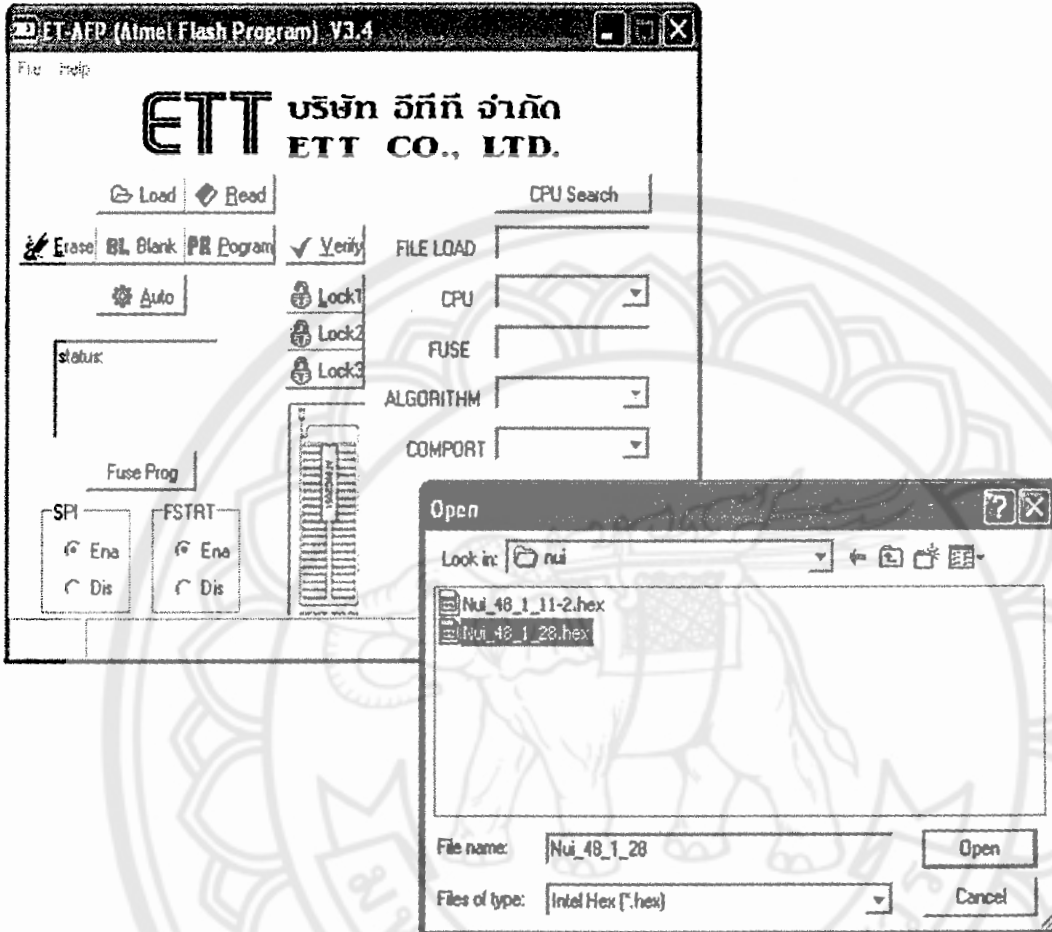 ET-AFP (Atmel Flash Program) V3.4
File Help
ETT บริษัท อีทีที จำกัด
ETT CO., LTD.
Load Read CPU Search
Erase BL Blank PR Pogram Verify FILE LOAD
Auto Lock1 CPU
Lock2
status: FUSE
Lock3
ALGORITHM
COMPORT
Fuse Prog
SPI FSTRT
Ena Ena
Dis Dis
Open
Look in: nui
Nui_48_1_11-2.hex
Nui_48_1_28.hex
File name: Nui_48_1_28 Open
Files of type: Intel Hex (*.hex) Cancel